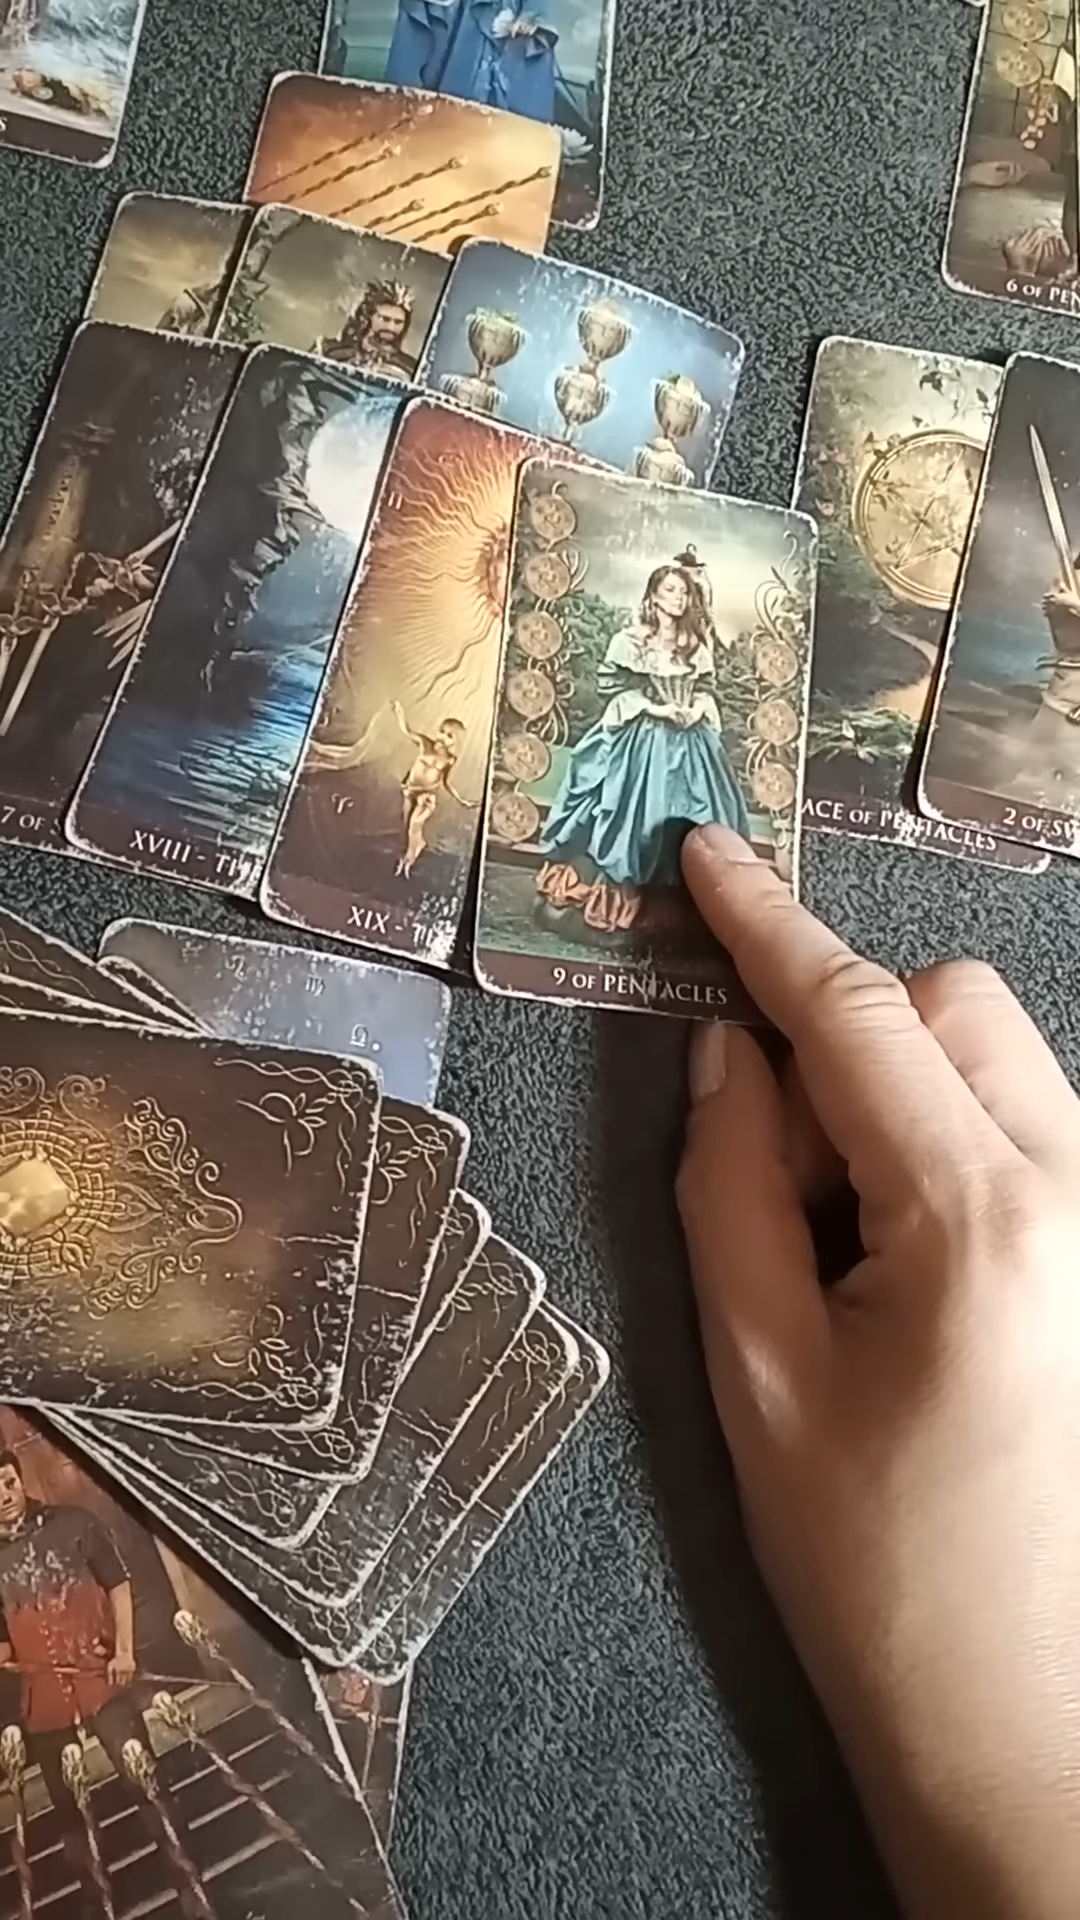 S
6 OF PEN
7 OF S
XVIII - TH
XIX - TH
9 OF PENTACLES
ACE OF PENTACLES
2 OF SW